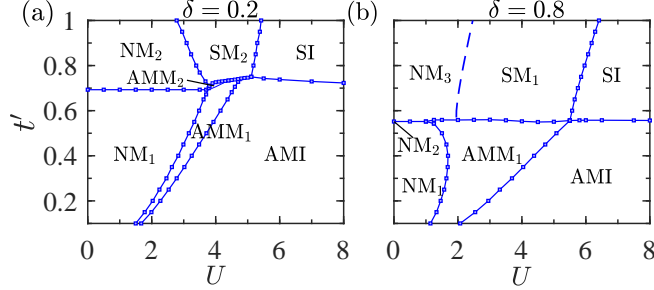 (a) δ = 0.2
1
0.8
0.6
0.4
0.2
t′
NM₂
SM₂
SI
AMM₂
AMM₁
NM₁
AMI
0 2 4 6 8
U
(b) δ = 0.8
NM₃
SM₁
SI
NM₂
AMM₁
NM₁
AMI
0 2 4 6 8
U